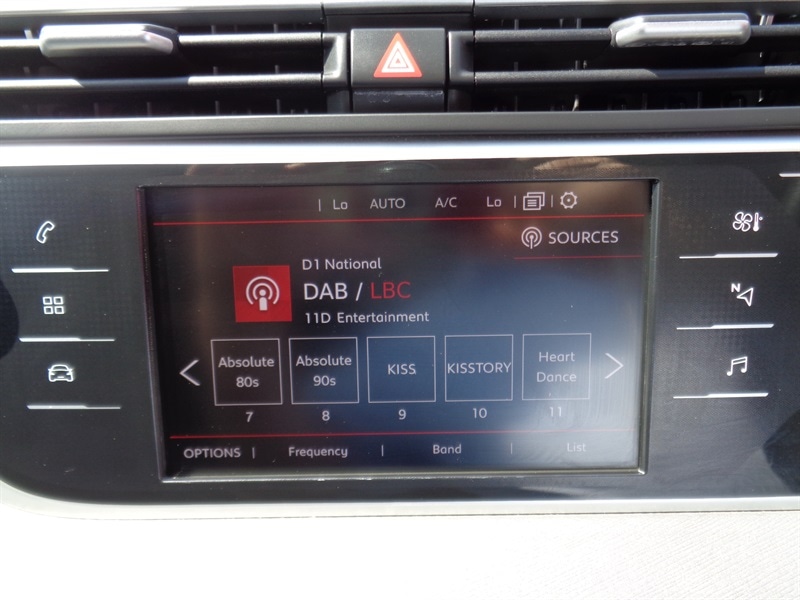 Lo AUTO A/C Lo
SOURCES
D1 National
DAB / LBC
11D Entertainment
Absolute
80s
Absolute
90s
KISS
KISSTORY
Heart
Dance
7 8 9 10 11
OPTIONS Frequency Band List
N